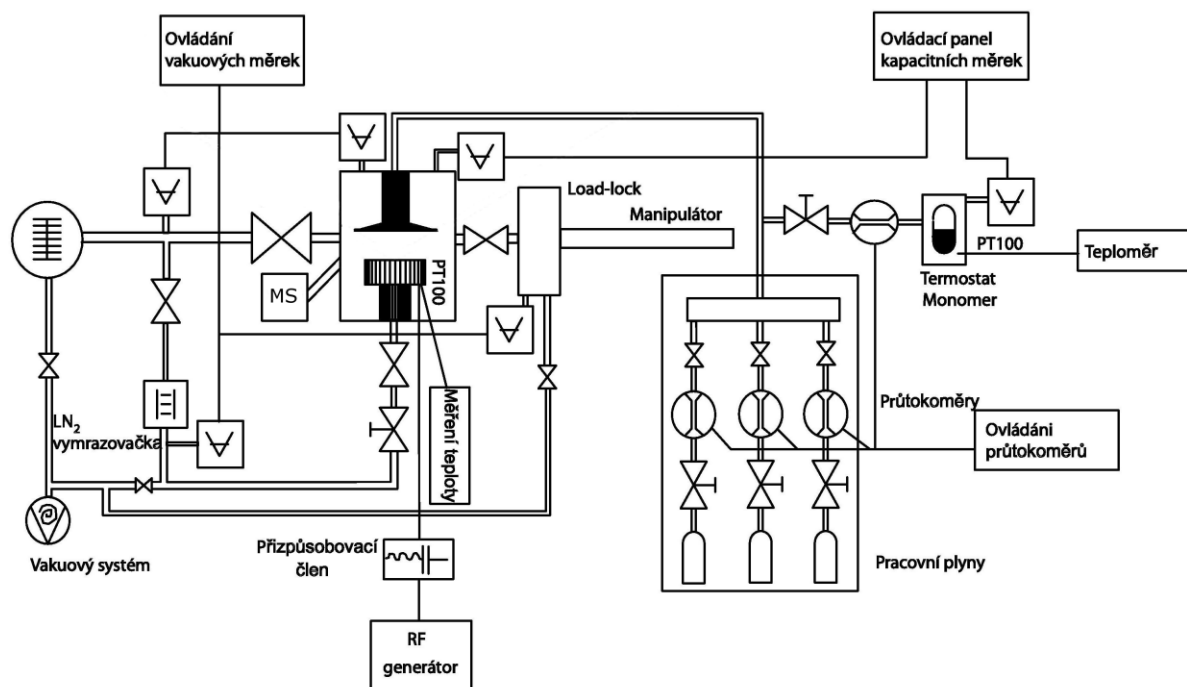 Ovládání
vakuových měrek
Ovládací panel
kapacitních měrek
Load-lock
Manipulátor
PT100
MS
PT100
Teploměr
Termostat
Monomer
LN2
vymrazovačka
Měření teploty
Průtokoměry
Ovládáni
průtokoměrů
Vakuový systém
Přizpůsobovací
člen
Pracovní plyny
RF
generátor